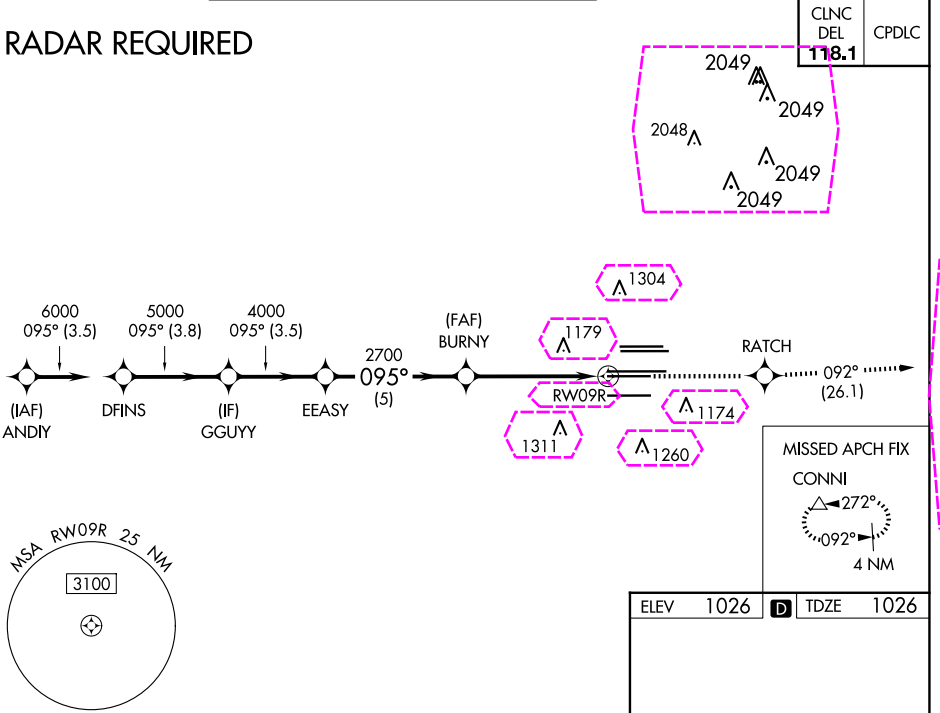 RADAR REQUIRED
CLNC
DEL
118.1
CPDLC
2049
2049
2048
2049
2049
1304
1179
6000
095° (3.5)
5000
095° (3.8)
4000
095° (3.5)
2700
095°
(5)
(FAF)
BURNY
RATCH
092°
(26.1)
(IAF)
ANDIY
DFINS
(IF)
GGUYY
EEASY
RW09R
1174
1311
1260
MISSED APCH FIX
CONNI
272°
092°
4 NM
MSA RW09R 25 NM
3100
ELEV 1026 D TDZE 1026